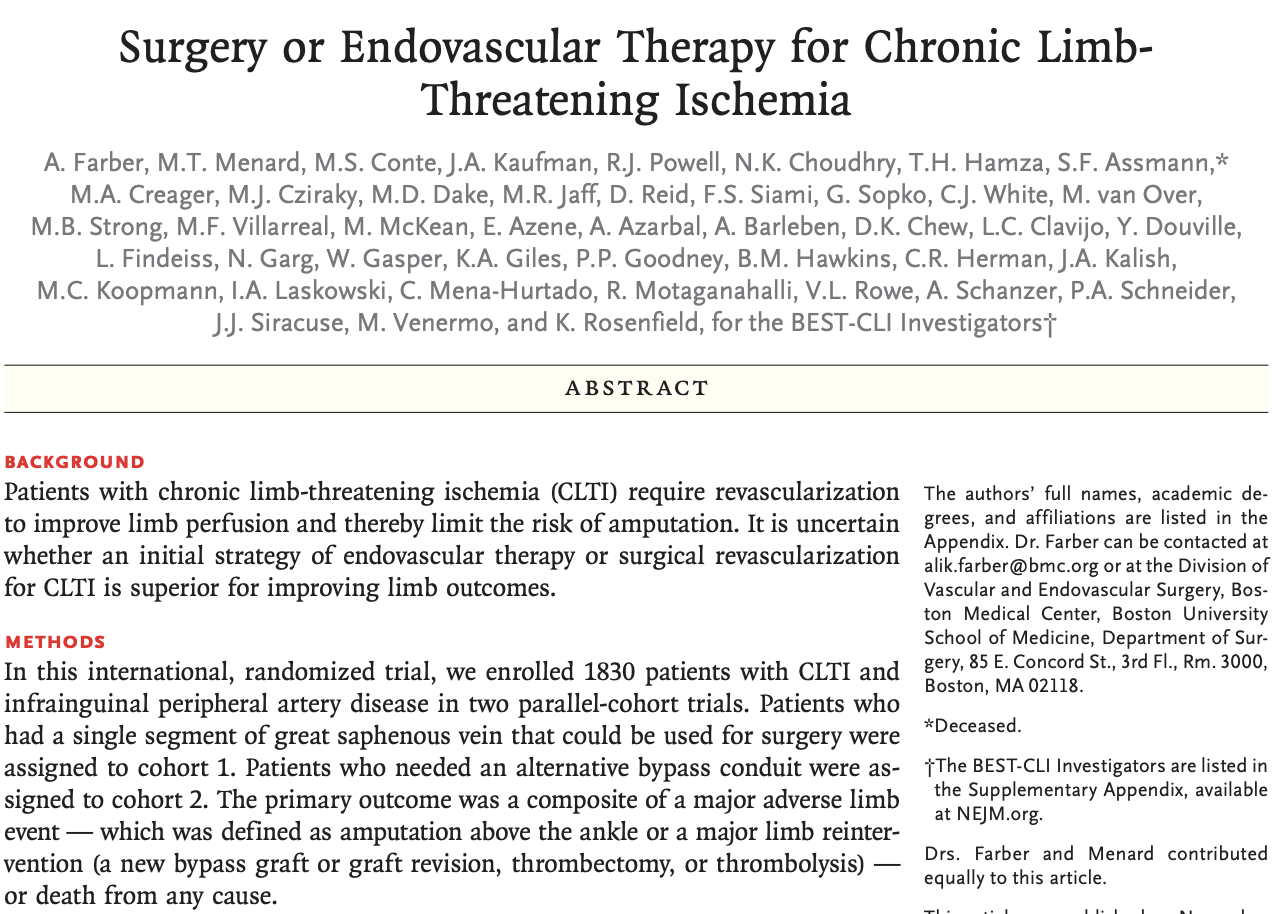 Surgery or Endovascular Therapy for Chronic Limb-
Threatening Ischemia
A. Farber, M.T. Menard, M.S. Conte, J.A. Kaufman, R.J. Powell, N.K. Choudhry, T.H. Hamza, S.F. Assmann,*
M.A. Creager, M.J. Cziraky, M.D. Dake, M.R. Jaff, D. Reid, F.S. Siami, G. Sopko, C.J. White, M. van Over,
M.B. Strong, M.F. Villarreal, M. McKean, E. Azene, A. Azarbal, A. Barleben, D.K. Chew, L.C. Clavijo, Y. Douville,
L. Findeiss, N. Garg, W. Gasper, K.A. Giles, P.P. Goodney, B.M. Hawkins, C.R. Herman, J.A. Kalish,
M.C. Koopmann, I.A. Laskowski, C. Mena-Hurtado, R. Motaganahalli, V.L. Rowe, A. Schanzer, P.A. Schneider,
J.J. Siracuse, M. Venermo, and K. Rosenfield, for the BEST-CLI Investigators†
ABSTRACT
BACKGROUND
Patients with chronic limb-threatening ischemia (CLTI) require revascularization
to improve limb perfusion and thereby limit the risk of amputation. It is uncertain
whether an initial strategy of endovascular therapy or surgical revascularization
for CLTI is superior for improving limb outcomes.
METHODS
In this international, randomized trial, we enrolled 1830 patients with CLTI and
infrainguinal peripheral artery disease in two parallel-cohort trials. Patients who
had a single segment of great saphenous vein that could be used for surgery were
assigned to cohort 1. Patients who needed an alternative bypass conduit were as-
signed to cohort 2. The primary outcome was a composite of a major adverse limb
event — which was defined as amputation above the ankle or a major limb reinter-
vention (a new bypass graft or graft revision, thrombectomy, or thrombolysis) —
or death from any cause.
The authors' full names, academic de-
grees, and affiliations are listed in the
Appendix. Dr. Farber can be contacted at
alik.farber@bmc.org or at the Division of
Vascular and Endovascular Surgery, Bos-
ton Medical Center, Boston University
School of Medicine, Department of Sur-
gery, 85 E. Concord St., 3rd Fl., Rm. 3000,
Boston, MA 02118.
*Deceased.
†The BEST-CLI Investigators are listed in
the Supplementary Appendix, available
at NEJM.org.
Drs. Farber and Menard contributed
equally to this article.